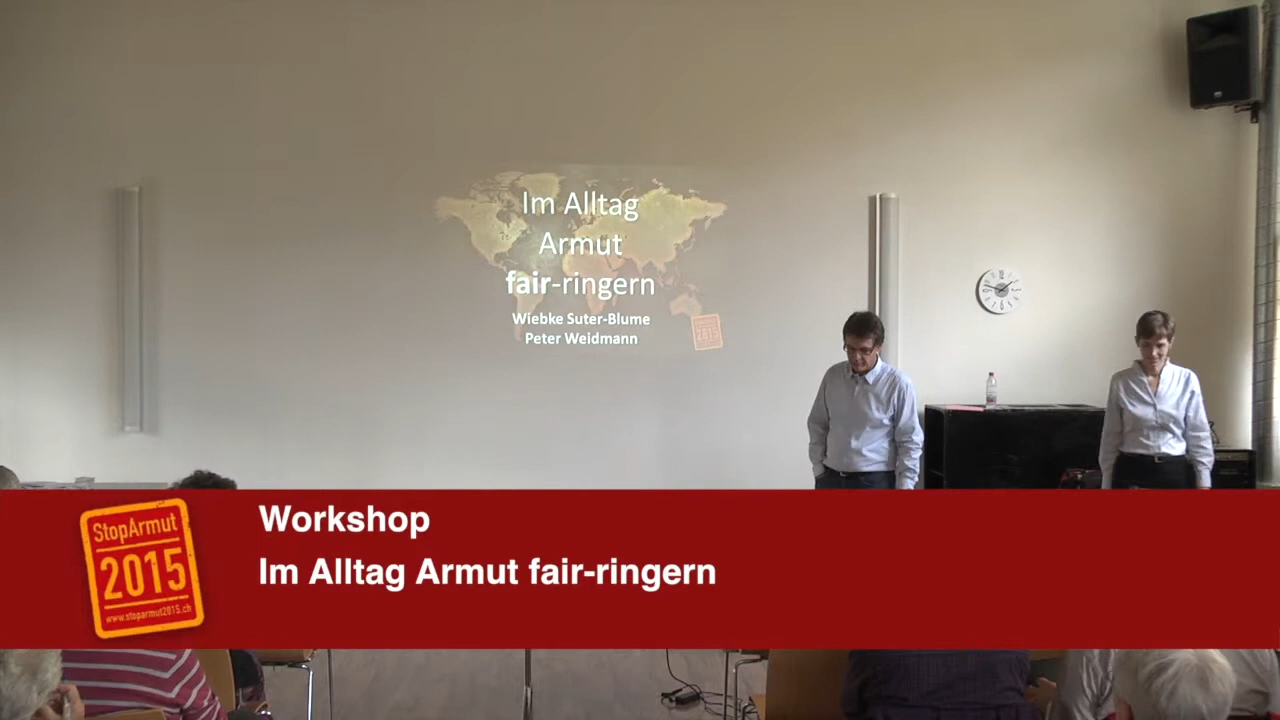 Im Alltag
Armut
fair-ringern
Wiebke Suter-Blume
Peter Weidmann
2015
StopArmut
2015
www.stoparmut2015.ch
Workshop
Im Alltag Armut fair-ringern